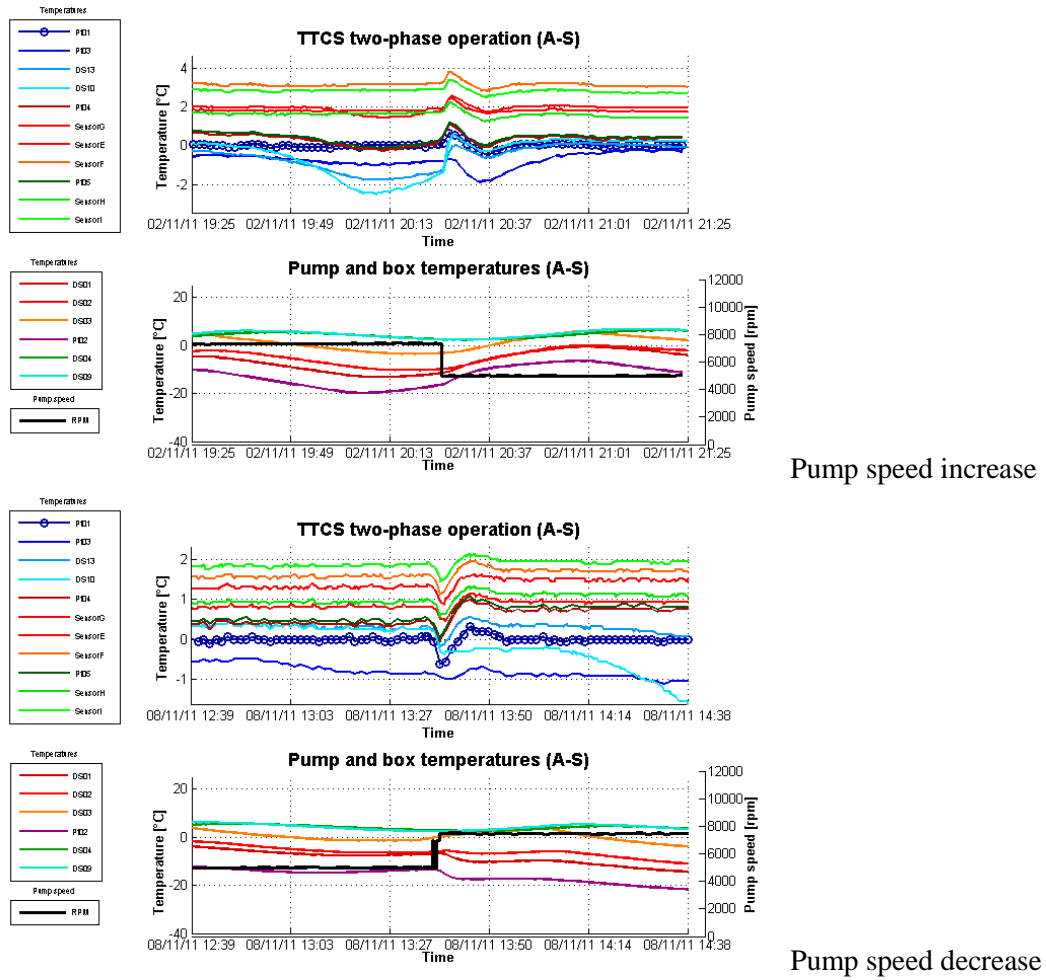 Temperatures
Pt01
Pt03
DS13
DS10
Pt04
SensorG
SensorE
SensorF
Pt05
SensorH
SensorI
TTCS two-phase operation (A-S)
Temperature [°C]
4
2
0
-2
02/11/11 19:25 02/11/11 19:49 02/11/11 20:13 02/11/11 20:37 02/11/11 21:01 02/11/11 21:25
Time
Temperatures
DS01
DS02
DS03
Pt02
DS04
DS09
Pump speed
RPM
Pump and box temperatures (A-S)
Temperature [°C]
20
0
-20
-40
12000
10000
8000
6000
4000
2000
0
Pump speed [rpm]
02/11/11 19:25 02/11/11 19:49 02/11/11 20:13 02/11/11 20:37 02/11/11 21:01 02/11/11 21:25
Time
Pump speed increase
Temperatures
Pt01
Pt03
DS13
DS10
Pt04
SensorG
SensorE
SensorF
Pt05
SensorH
SensorI
TTCS two-phase operation (A-S)
Temperature [°C]
2
1
0
-1
08/11/11 12:39 08/11/11 13:03 08/11/11 13:27 08/11/11 13:50 08/11/11 14:14 08/11/11 14:38
Time
Temperatures
DS01
DS02
DS03
Pt02
DS04
DS09
Pump speed
RPM
Pump and box temperatures (A-S)
Temperature [°C]
20
0
-20
-40
12000
10000
8000
6000
4000
2000
0
Pump speed [rpm]
08/11/11 12:39 08/11/11 13:03 08/11/11 13:27 08/11/11 13:50 08/11/11 14:14 08/11/11 14:38
Time
Pump speed decrease